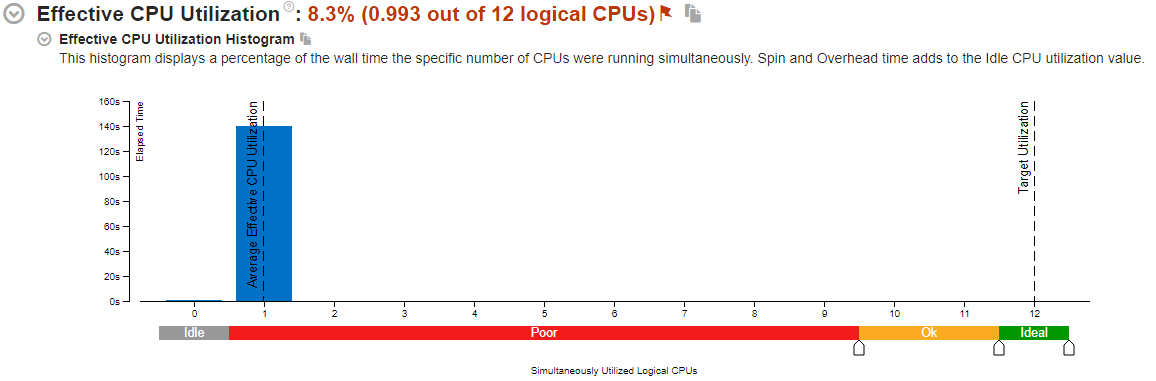 Effective CPU Utilization?: 8.3% (0.993 out of 12 logical CPUs)
Effective CPU Utilization Histogram
This histogram displays a percentage of the wall time the specific number of CPUs were running simultaneously. Spin and Overhead time adds to the Idle CPU utilization value.
160s
140s
120s
100s
80s
60s
40s
20s
0s
Elapsed Time
Average Effective CPU Utilization
Target Utilization
0 1 2 3 4 5 6 7 8 9 10 11 12
Idle Poor Ok Ideal
Simultaneously Utilized Logical CPUs